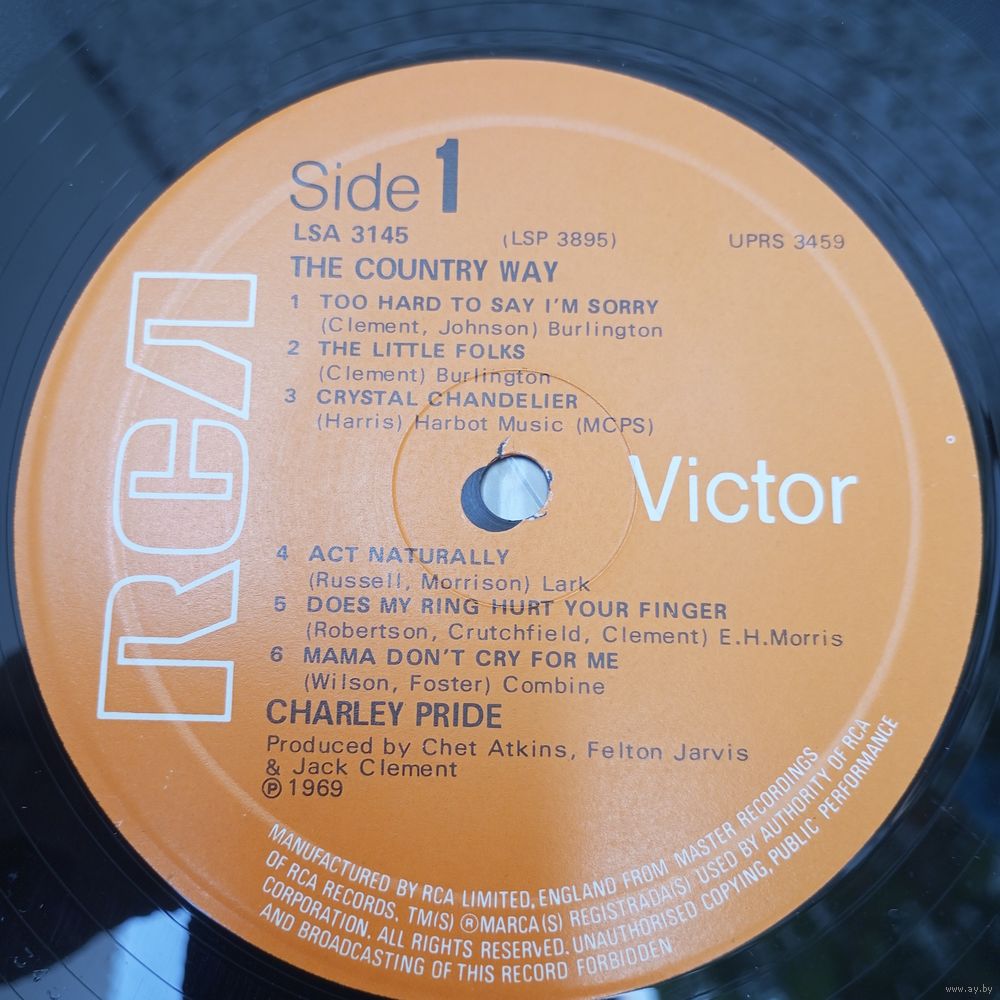 Side 1
LSA 3145 (LSP 3895) UPRS 3459
THE COUNTRY WAY
1 TOO HARD TO SAY I'M SORRY
(Clement, Johnson) Burlington
2 THE LITTLE FOLKS
(Clement) Burlington
3 CRYSTAL CHANDELIER
(Harris) Harbot Music (MCPS)
RCA
Victor
4 ACT NATURALLY
(Russell, Morrison) Lark
5 DOES MY RING HURT YOUR FINGER
(Robertson, Crutchfield, Clement) E.H.Morris
6 MAMA DON'T CRY FOR ME
(Wilson, Foster) Combine
CHARLEY PRIDE
Produced by Chet Atkins, Felton Jarvis
& Jack Clement
℗ 1969
MANUFACTURED BY RCA LIMITED, ENGLAND FROM MASTER RECORDINGS
OF RCA RECORDS. TM(S) ® MARCA(S) REGISTRADA(S) USED BY AUTHORITY OF RCA
CORPORATION. ALL RIGHTS RESERVED. UNAUTHORISED COPYING, PUBLIC PERFORMANCE
AND BROADCASTING OF THIS RECORD FORBIDDEN
www.ay.by